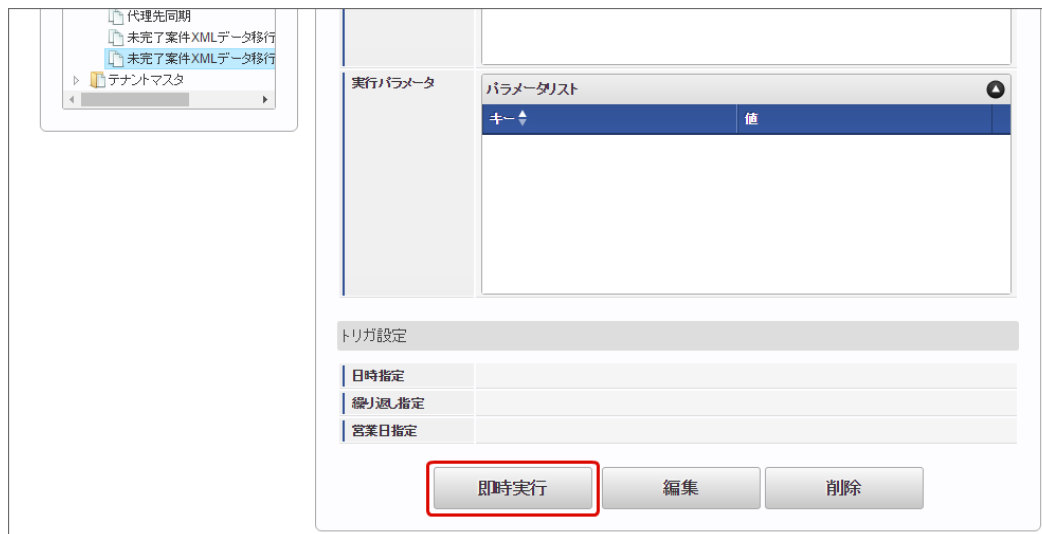 代理先同期
未完了案件XMLデータ移行
未完了案件XMLデータ移行
テナントマスタ
実行パラメータ
パラメータリスト
キー 値
トリガ設定
日時指定
繰り返し指定
営業日指定
即時実行 編集 削除